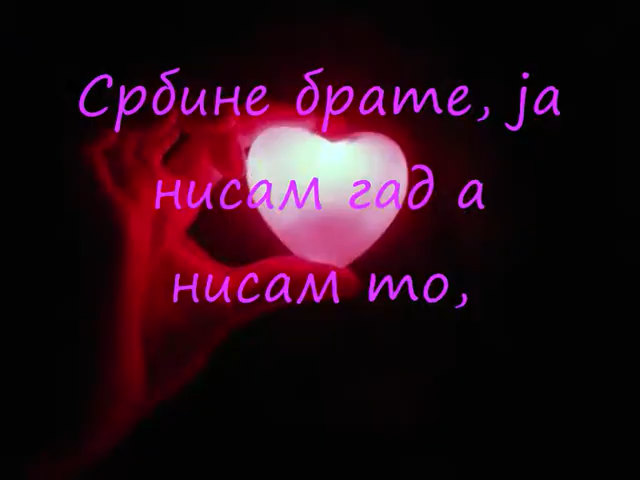 Србине брате, ја
нисам гад а
нисам то,